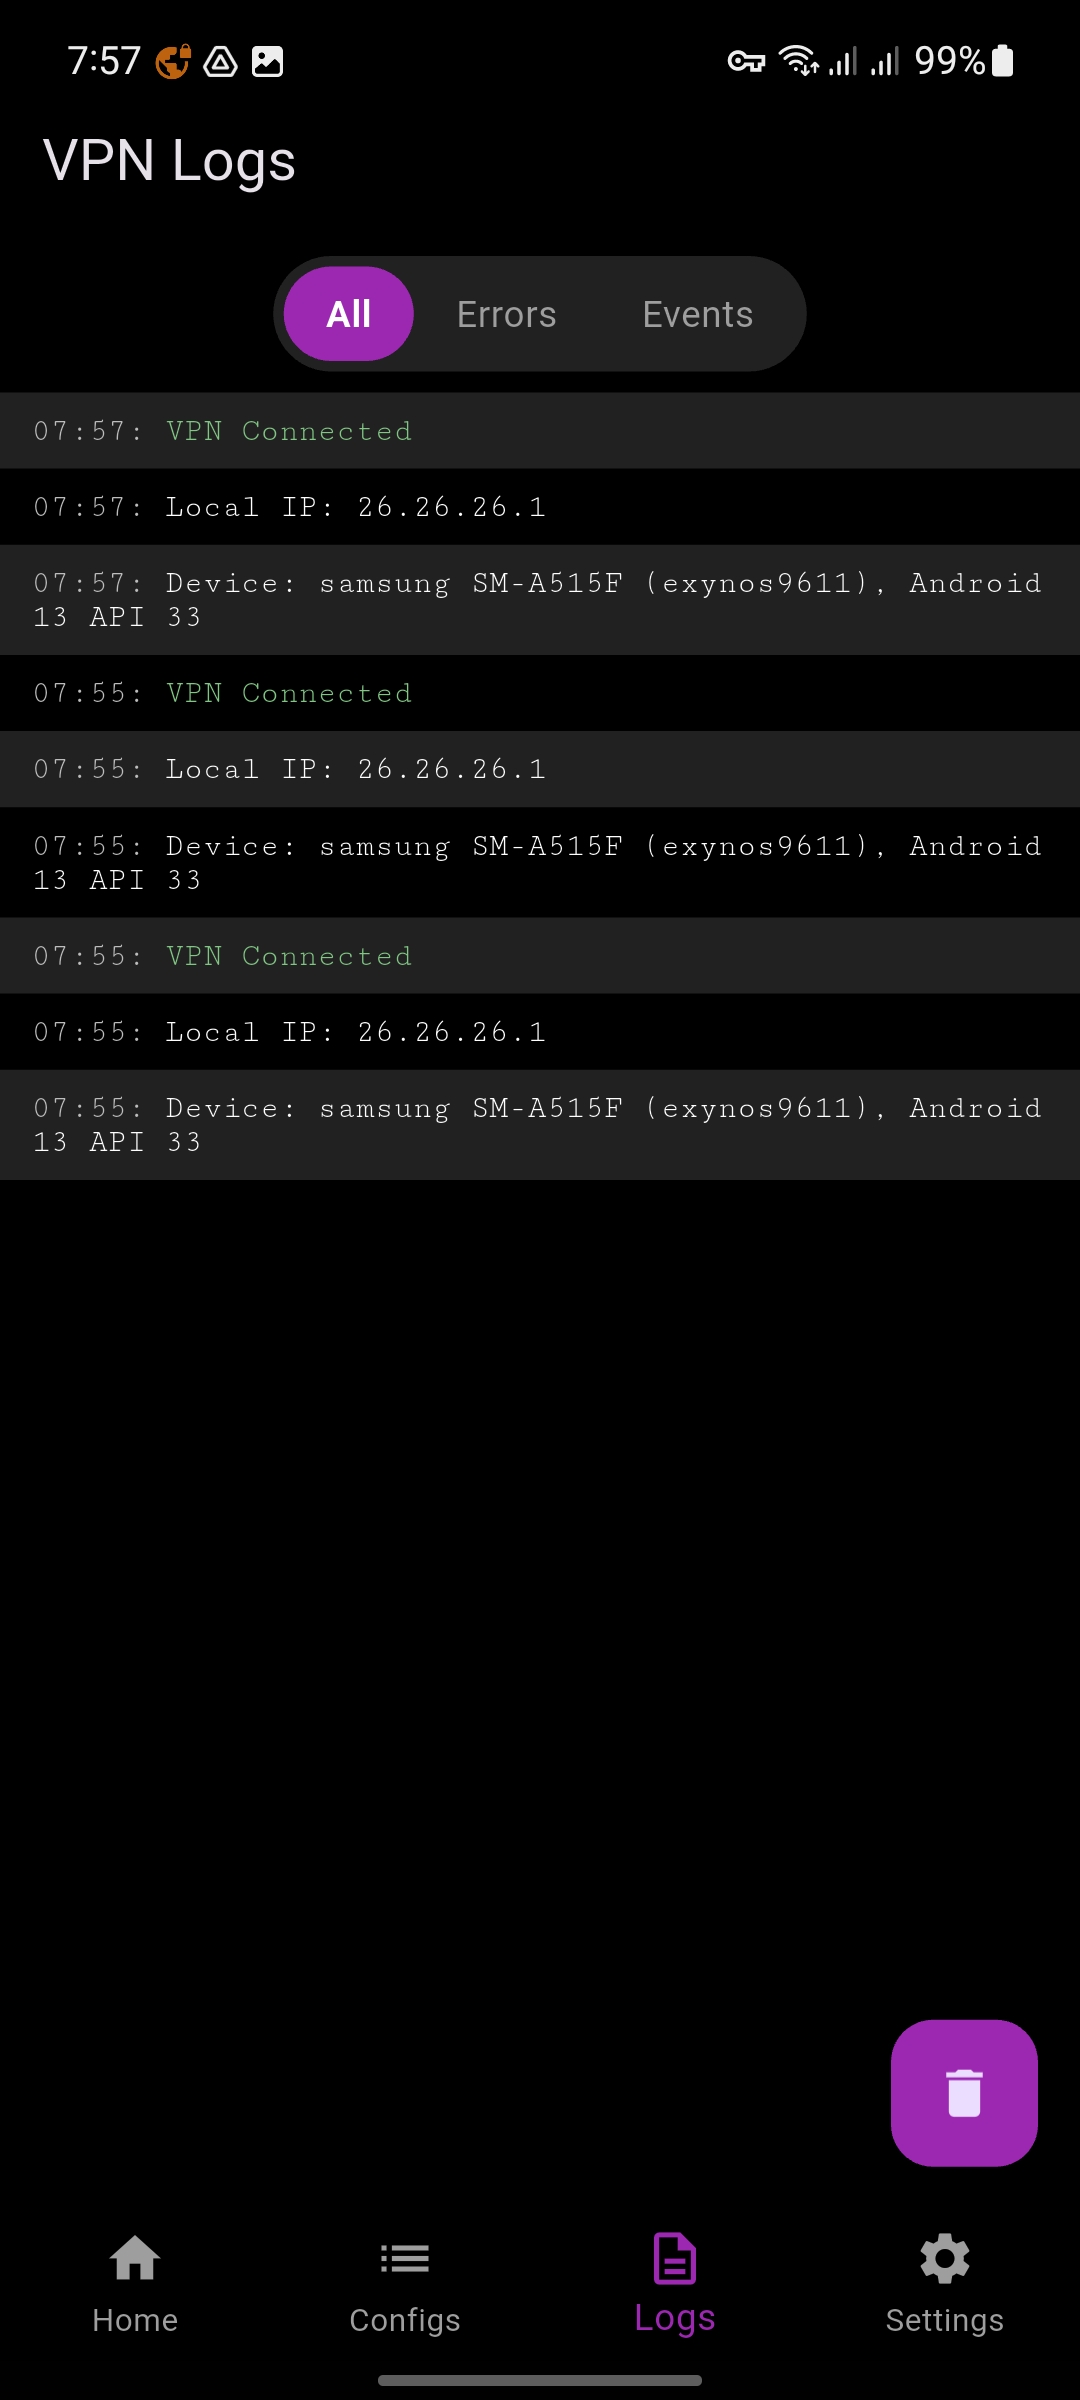 7:57
99%
VPN Logs
All
Errors
Events
07:57: VPN Connected
07:57: Local IP: 26.26.26.1
07:57: Device: samsung SM-A515F (exynos9611), Android
13 API 33
07:55: VPN Connected
07:55: Local IP: 26.26.26.1
07:55: Device: samsung SM-A515F (exynos9611), Android
13 API 33
07:55: VPN Connected
07:55: Local IP: 26.26.26.1
07:55: Device: samsung SM-A515F (exynos9611), Android
13 API 33
Home
Configs
Logs
Settings